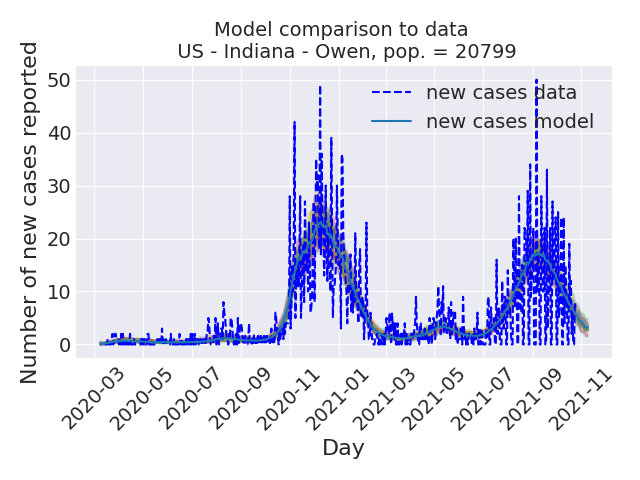 Model comparison to data
US - Indiana - Owen, pop. = 20799
Number of new cases reported
50
40
30
20
10
0
new cases data
new cases model
2020-03
2020-05
2020-07
2020-09
2020-11
2021-01
2021-03
2021-05
2021-07
2021-09
2021-11
Day